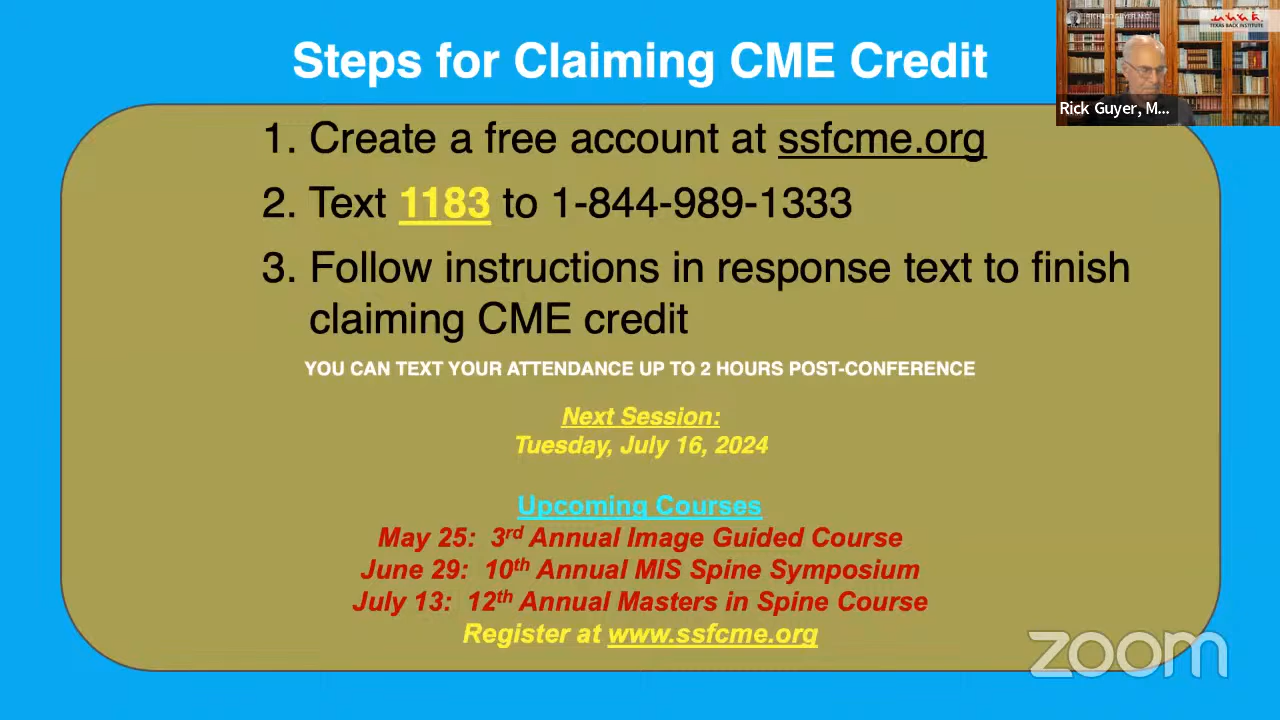 Steps for Claiming CME Credit
1. Create a free account at ssfcme.org
2. Text 1183 to 1-844-989-1333
3. Follow instructions in response text to finish
claiming CME credit
YOU CAN TEXT YOUR ATTENDANCE UP TO 2 HOURS POST-CONFERENCE
Next Session:
Tuesday, July 16, 2024
Upcoming Courses
May 25: 3rd Annual Image Guided Course
June 29: 10th Annual MIS Spine Symposium
July 13: 12th Annual Masters in Spine Course
Register at www.ssfcme.org
TEXAS BACK INSTITUTE
Rick Guyer, M...
zoom